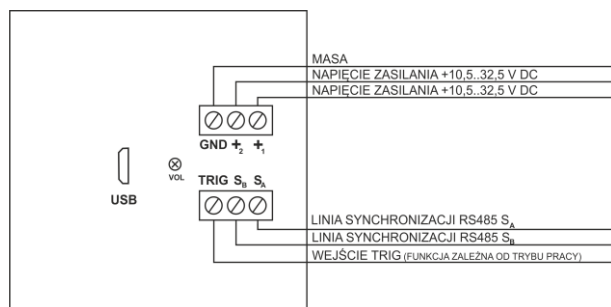 MASA
NAPIĘCIE ZASILANIA +10,5..32,5 V DC
NAPIĘCIE ZASILANIA +10,5..32,5 V DC
GND +2 +1
VOL
USB
TRIG SB SA
LINIA SYNCHRONIZACJI RS485 SA
LINIA SYNCHRONIZACJI RS485 SB
WEJŚCIE TRIG (FUNKCJA ZALEŻNA OD TRYBU PRACY)